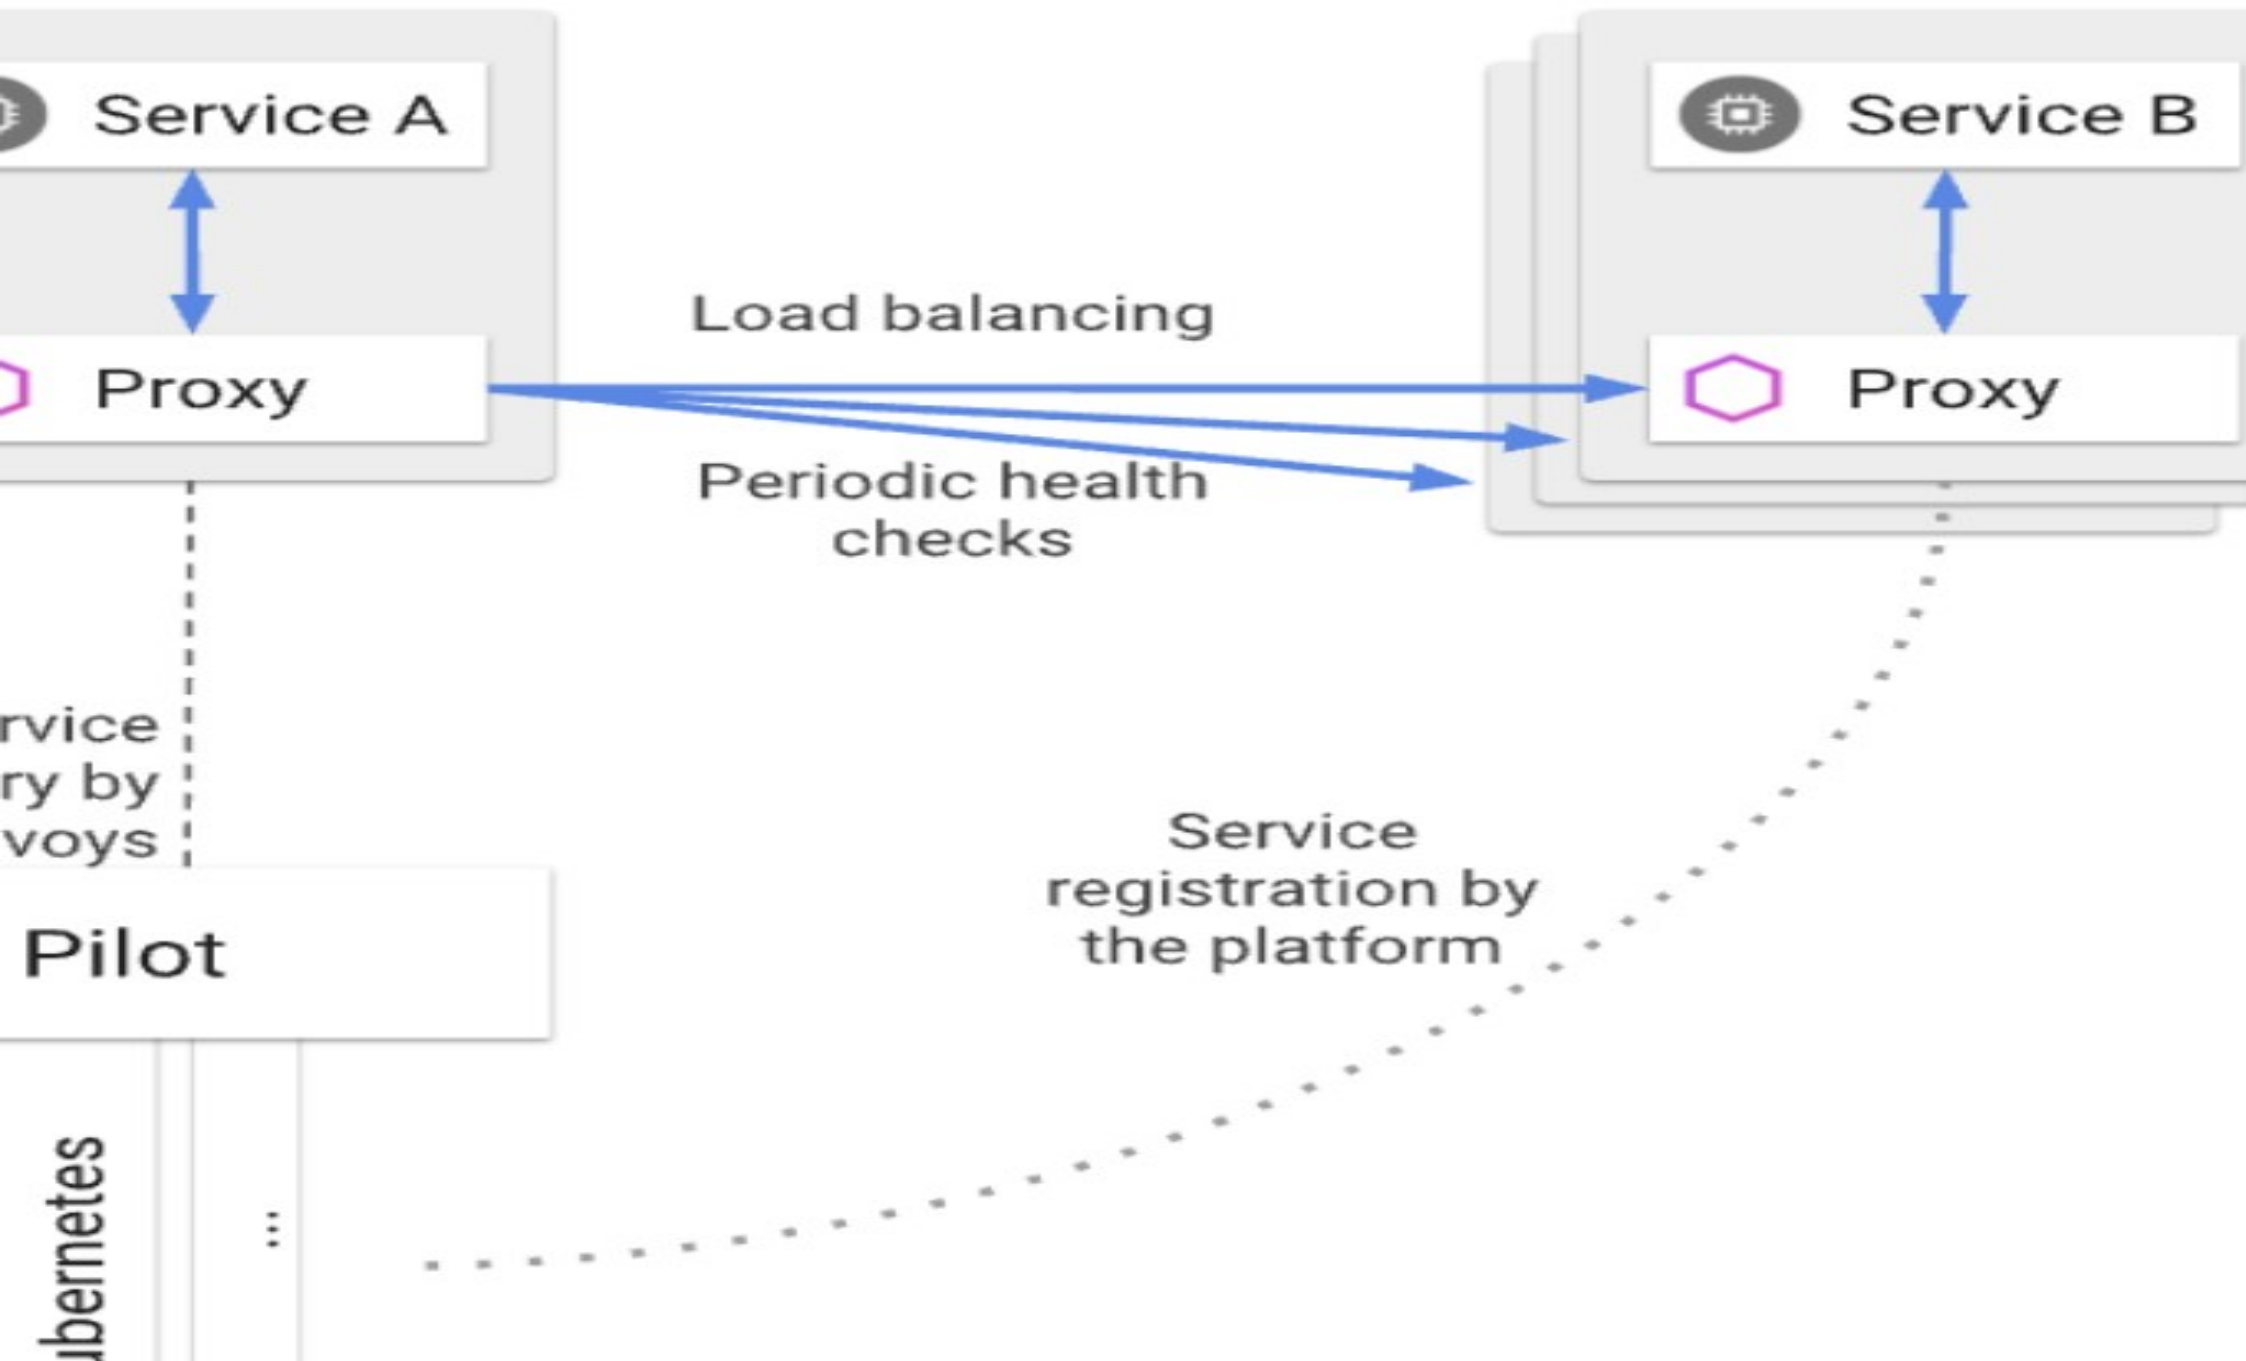 Service A
Service B
Load balancing
Proxy
Proxy
Periodic health
checks
rvice
ry by
voys
Service
registration by
the platform
Pilot
ubernetes
...